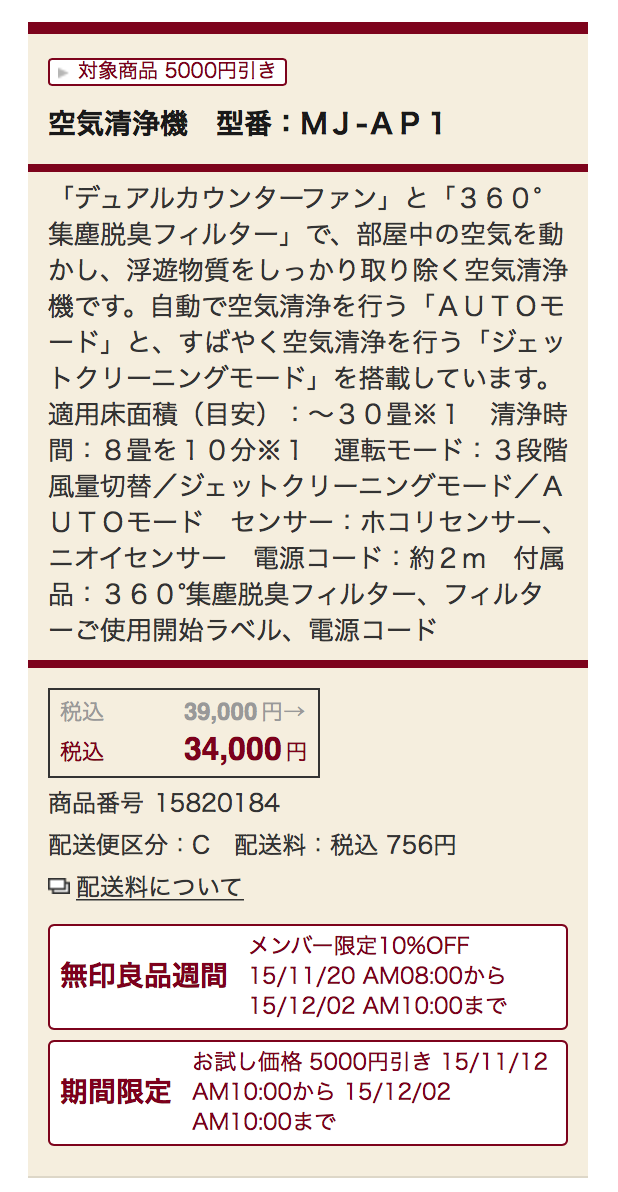 対象商品 5000円引き
空気清浄機　型番：ＭＪ-ＡＰ１
「デュアルカウンターファン」と「３６０°
集塵脱臭フィルター」で、部屋中の空気を動
かし、浮遊物質をしっかり取り除く空気清浄
機です。自動で空気清浄を行う「ＡＵＴＯモ
ード」と、すばやく空気清浄を行う「ジェッ
トクリーニングモード」を搭載しています。
適用床面積（目安）：〜３０畳※１　清浄時
間：８畳を１０分※１　運転モード：３段階
風量切替／ジェットクリーニングモード／Ａ
ＵＴＯモード　センサー：ホコリセンサー、
ニオイセンサー　電源コード：約２ｍ　付属
品：３６０°集塵脱臭フィルター、フィルタ
ーご使用開始ラベル、電源コード
税込 39,000円→
税込 34,000円
商品番号 15820184
配送便区分：C　配送料：税込 756円
配送料について
無印良品週間
メンバー限定10%OFF
15/11/20 AM08:00から
15/12/02 AM10:00まで
期間限定
お試し価格 5000円引き 15/11/12
AM10:00から 15/12/02
AM10:00まで